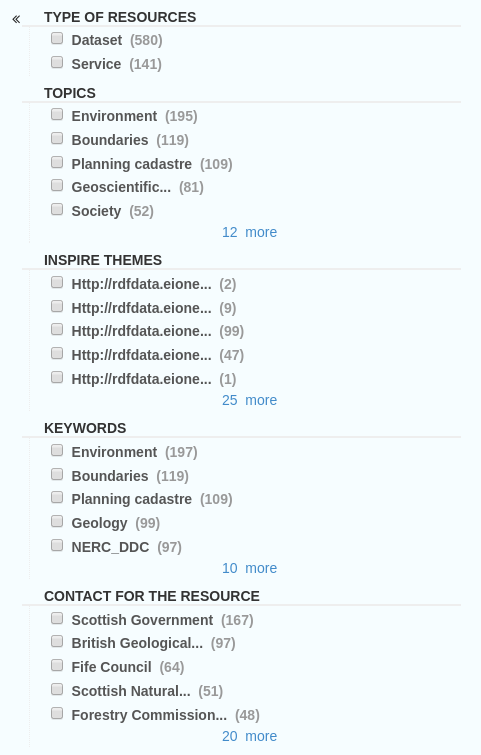 «
TYPE OF RESOURCES
Dataset (580)
Service (141)
TOPICS
Environment (195)
Boundaries (119)
Planning cadastre (109)
Geoscientific... (81)
Society (52)
12 more
INSPIRE THEMES
Http://rdfdata.eione... (2)
Http://rdfdata.eione... (9)
Http://rdfdata.eione... (99)
Http://rdfdata.eione... (47)
Http://rdfdata.eione... (1)
25 more
KEYWORDS
Environment (197)
Boundaries (119)
Planning cadastre (109)
Geology (99)
NERC_DDC (97)
10 more
CONTACT FOR THE RESOURCE
Scottish Government (167)
British Geological... (97)
Fife Council (64)
Scottish Natural... (51)
Forestry Commission... (48)
20 more